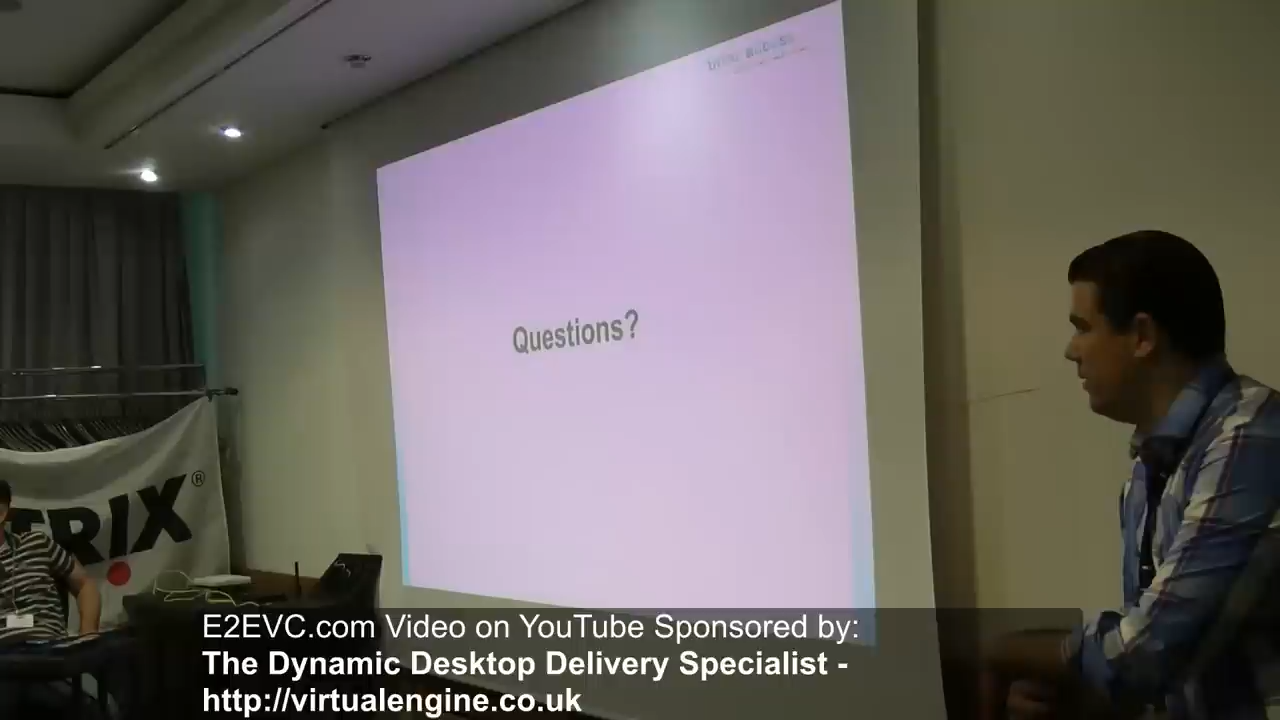 Questions?
TRIX®
E2EVC.com Video on YouTube Sponsored by:
The Dynamic Desktop Delivery Specialist -
http://virtualengine.co.uk